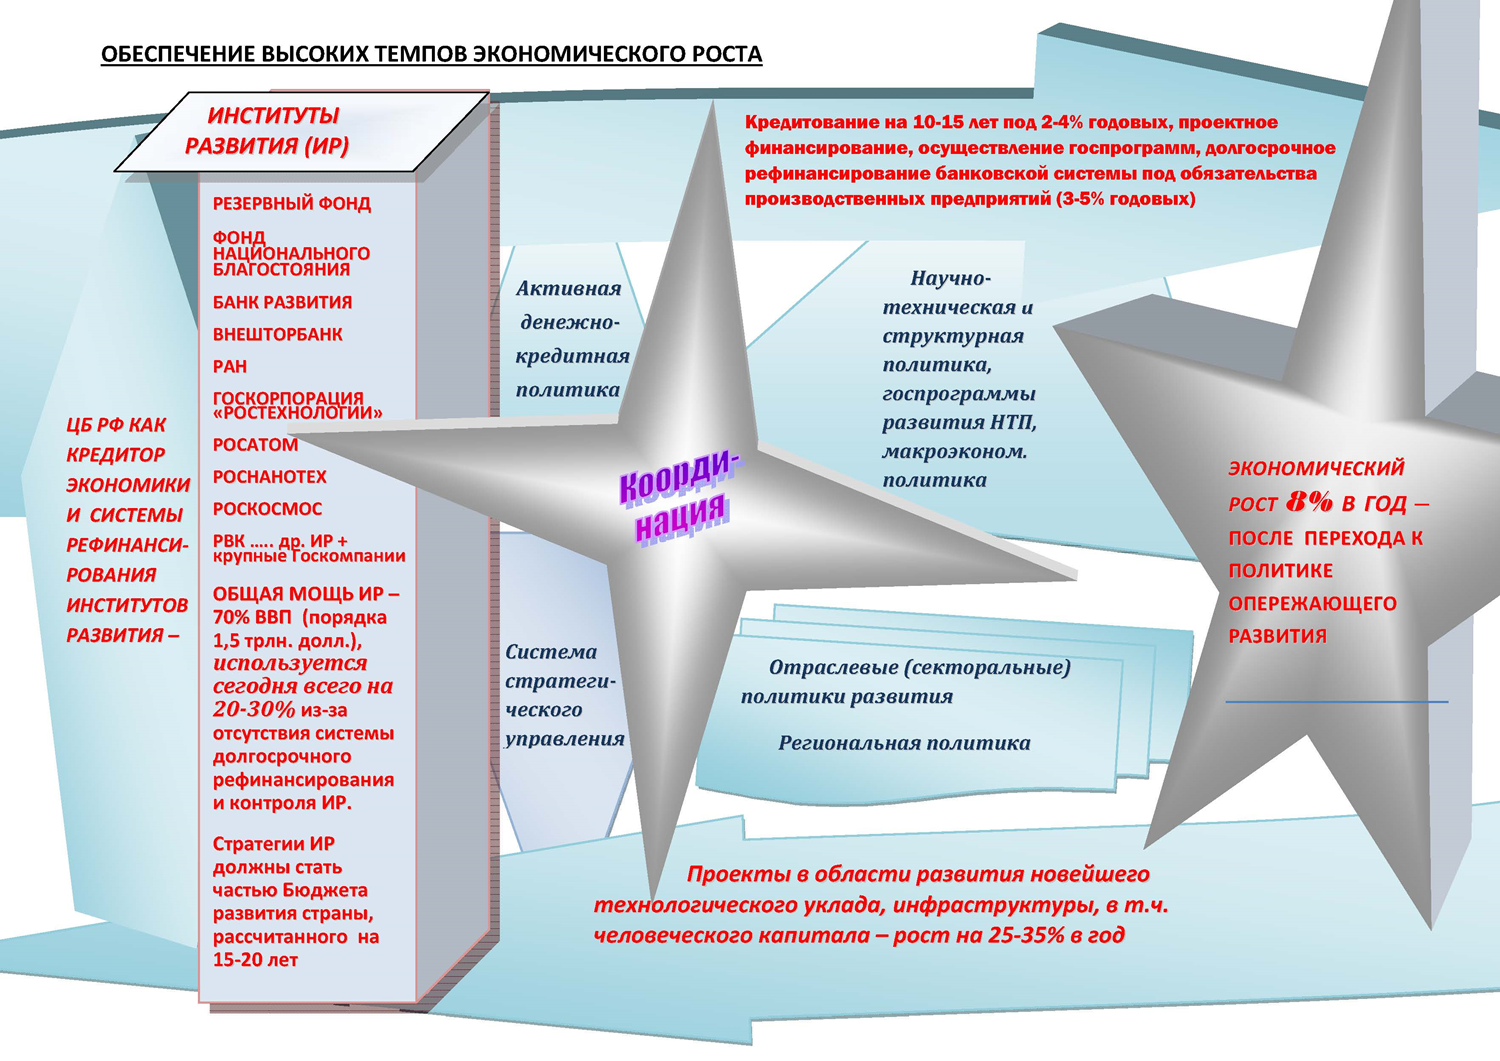 ОБЕСПЕЧЕНИЕ ВЫСОКИХ ТЕМПОВ ЭКОНОМИЧЕСКОГО РОСТА
ИНСТИТУТЫ
РАЗВИТИЯ (ИР)
РЕЗЕРВНЫЙ ФОНД
ФОНД
НАЦИОНАЛЬНОГО
БЛАГОСТОЯНИЯ
БАНК РАЗВИТИЯ
ВНЕШТОРБАНК
РАН
ГОСКОРПОРАЦИЯ
«РОСТЕХНОЛОГИИ»
РОСАТОМ
РОСНАНОТЕХ
РОСКОСМОС
РВК ….. др. ИР +
крупные Госкомпании
ОБЩАЯ МОЩЬ ИР –
70% ВВП (порядка
1,5 трлн. долл.),
используется
сегодня всего на
20-30% из-за
отсутствия системы
долгосрочного
рефинансирования
и контроля ИР.
Стратегии ИР
должны стать
частью Бюджета
развития страны,
рассчитанного на
15-20 лет
ЦБ РФ КАК
КРЕДИТОР
ЭКОНОМИКИ
И СИСТЕМЫ
РЕФИНАНСИ-
РОВАНИЯ
ИНСТИТУТОВ
РАЗВИТИЯ –
Кредитование на 10-15 лет под 2-4% годовых, проектное
финансирование, осуществление госпрограмм, долгосрочное
рефинансирование банковской системы под обязательства
производственных предприятий (3-5% годовых)
Активная
денежно-
кредитная
политика
Научно-
техническая и
структурная
политика,
госпрограммы
развития НТП,
макроэконом.
политика
Коорди-
нация
Система
стратеги-
ческого
управления
Отраслевые (секторальные)
политики развития
Региональная политика
Проекты в области развития новейшего
технологического уклада, инфраструктуры, в т.ч.
человеческого капитала – рост на 25-35% в год
ЭКОНОМИЧЕСКИЙ
РОСТ 8% В ГОД –
ПОСЛЕ ПЕРЕХОДА К
ПОЛИТИКЕ
ОПЕРЕЖАЮЩЕГО
РАЗВИТИЯ